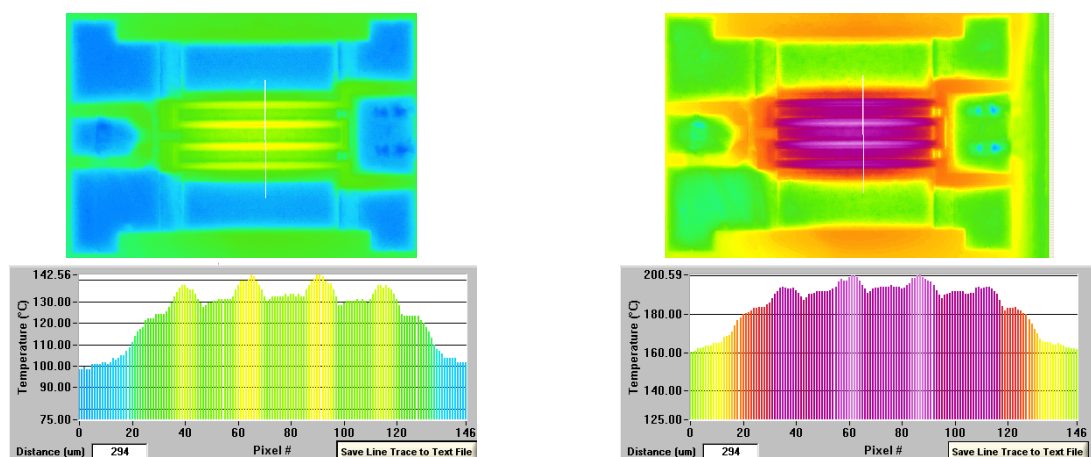 142.56
130.00
120.00
110.00
100.00
90.00
75.00
Temperature (°C)
0 20 40 60 80 100 120 146
Distance (um) 294 Pixel # Save Line Trace to Text File
200.59
180.00
160.00
140.00
125.00
Temperature (°C)
0 20 40 60 80 100 120 146
Distance (um) 294 Pixel # Save Line Trace to Text File